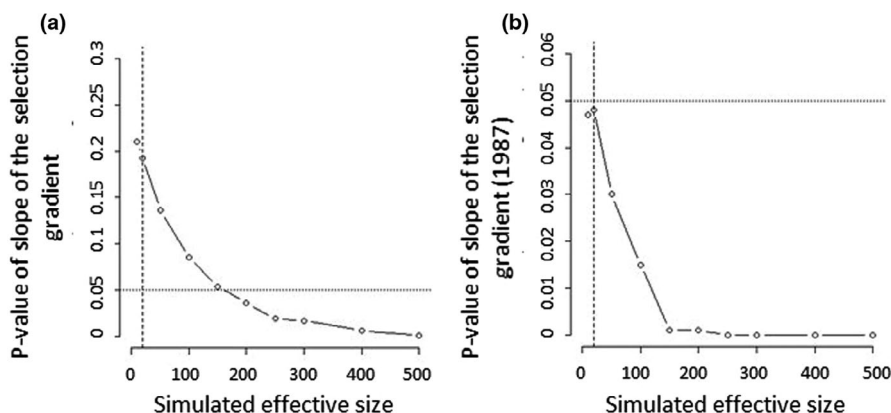 (a)
P-value of slope of the selection
gradient
0.3
0.25
0.2
0.15
0.1
0.05
0
0 100 200 300 400 500
Simulated effective size
(b)
P-value of slope of the selection
gradient (1987)
0.06
0.05
0.04
0.03
0.02
0.01
0
0 100 200 300 400 500
Simulated effective size